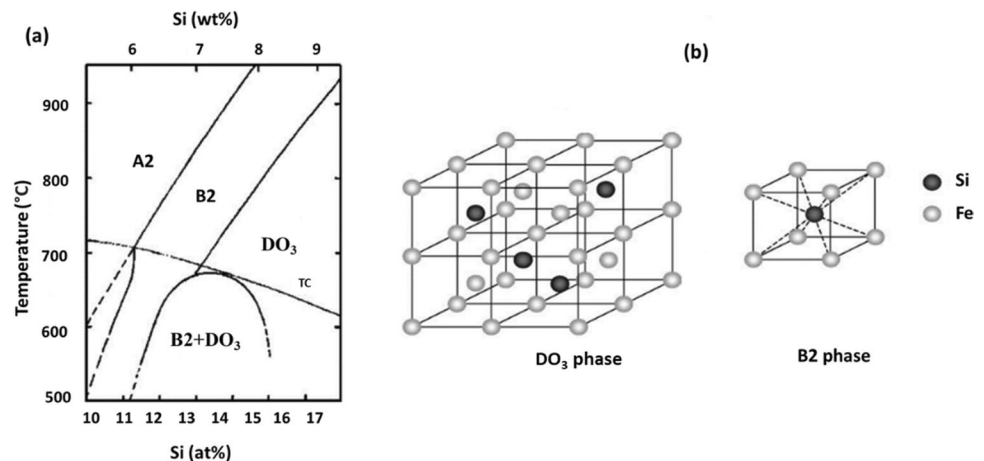 (a)
Si (wt%)
6 7 8 9
Temperature (°C)
900
800
700
600
500
A2
B2
DO₃
TC
B2+DO₃
10 11 12 13 14 15 16 17
Si (at%)
(b)
Si
Fe
DO₃ phase
B2 phase